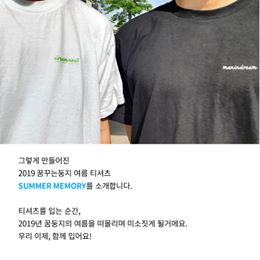 manindream
그렇게 만들어진
2019 꿈꾸는둥지 여름 티셔츠
SUMMER MEMORY를 소개합니다.
티셔츠를 입는 순간,
2019년 꿈둥지의 여름을 떠올리며 미소짓게 될거에요.
우리 이제, 함께 입어요!